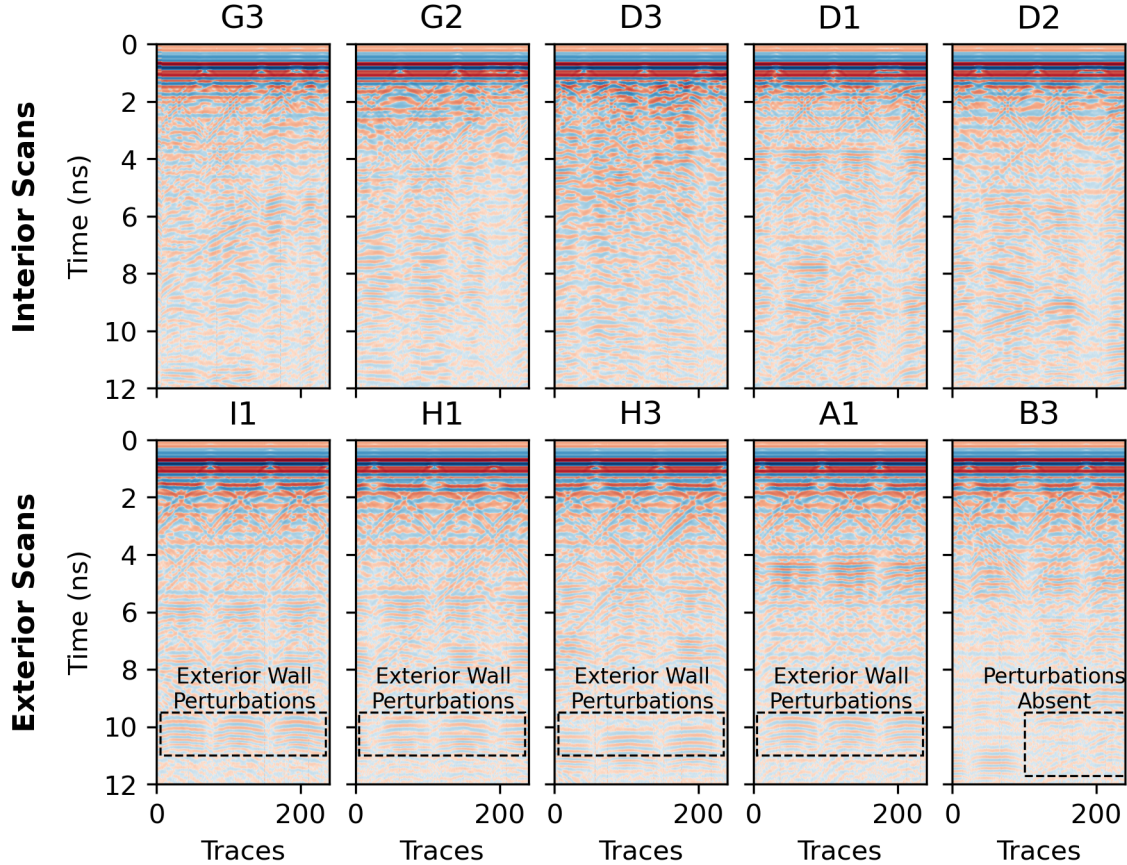 G3 G2 D3 D1 D2
Interior Scans
Time (ns)
0
2
4
6
8
10
12
I1 H1 H3 A1 B3
Exterior Scans
Time (ns)
0
2
4
6
8
10
12
Exterior Wall
Perturbations
Exterior Wall
Perturbations
Exterior Wall
Perturbations
Exterior Wall
Perturbations
Perturbations
Absent
0 200 0 200 0 200 0 200 0 200
Traces Traces Traces Traces Traces